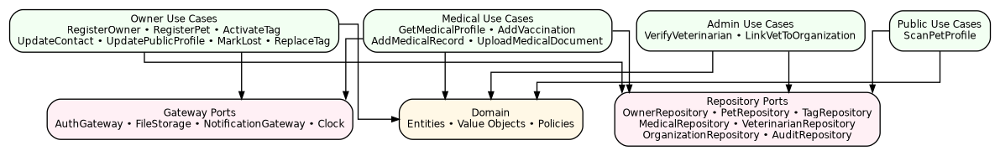 Owner Use Cases
RegisterOwner • RegisterPet • ActivateTag
UpdateContact • UpdatePublicProfile • MarkLost • ReplaceTag
Medical Use Cases
GetMedicalProfile • AddVaccination
AddMedicalRecord • UploadMedicalDocument
Admin Use Cases
VerifyVeterinarian • LinkVetToOrganization
Public Use Cases
ScanPetProfile
Gateway Ports
AuthGateway • FileStorage • NotificationGateway • Clock
Domain
Entities • Value Objects • Policies
Repository Ports
OwnerRepository • PetRepository • TagRepository
MedicalRepository • VeterinarianRepository
OrganizationRepository • AuditRepository